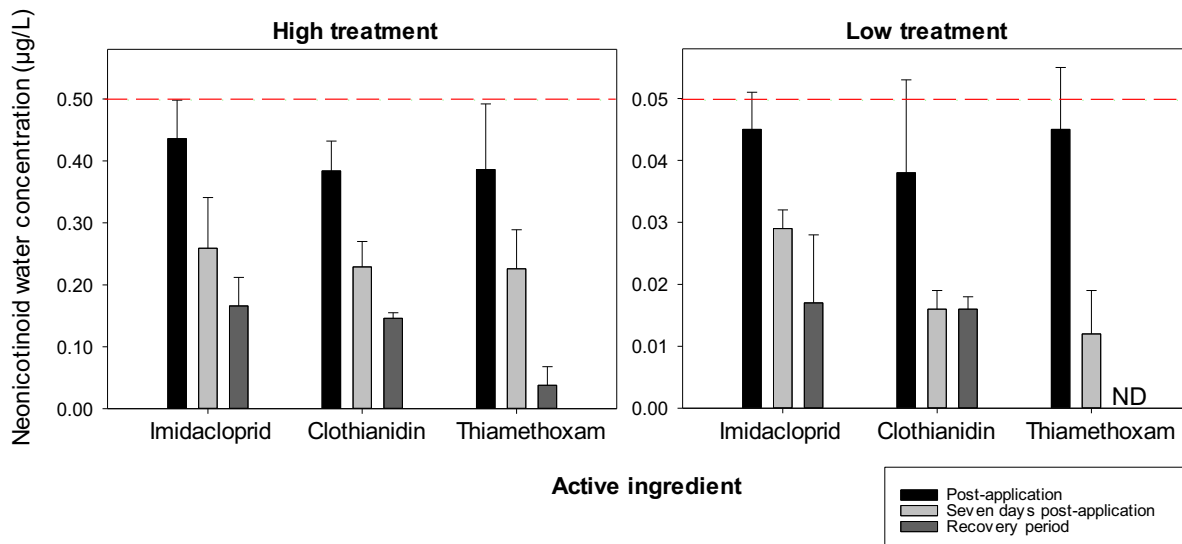 Neonicotinoid water concentration (µg/L)
High treatment
0.50
0.40
0.30
0.20
0.10
0.00
Imidacloprid Clothianidin Thiamethoxam
Low treatment
0.05
0.04
0.03
0.02
0.01
0.00
ND
Imidacloprid Clothianidin Thiamethoxam
Active ingredient
Post-application
Seven days post-application
Recovery period